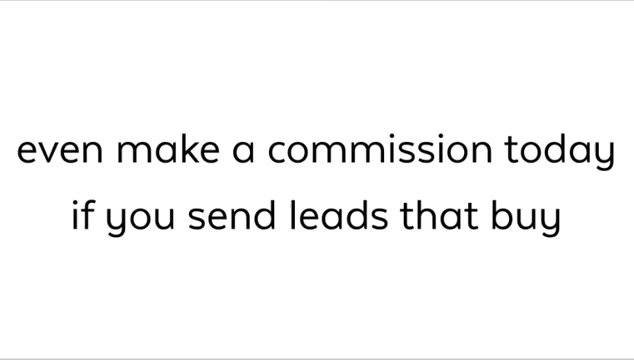 even make a commission today
if you send leads that buy